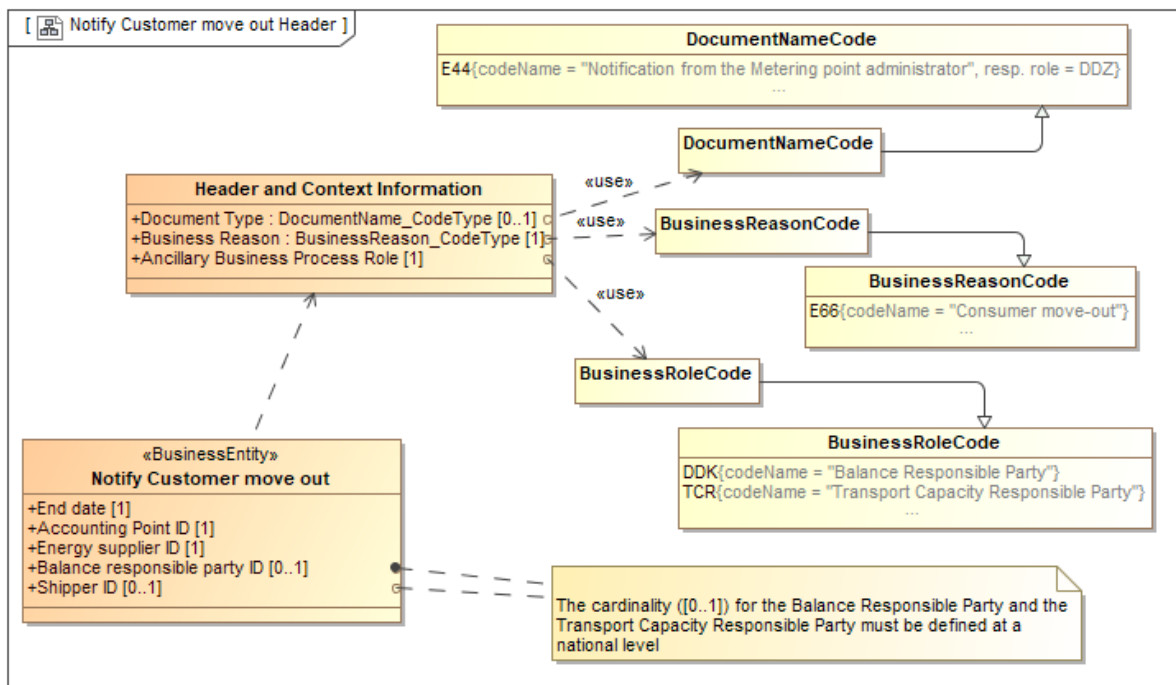 [ Notify Customer move out Header ]
DocumentNameCode
E44{codeName = "Notification from the Metering point administrator", resp. role = DDZ}
...
DocumentNameCode
«use»
Header and Context Information
+Document Type : DocumentName_CodeType [0..1]
+Business Reason : BusinessReason_CodeType [1]
+Ancillary Business Process Role [1]
«use»
BusinessReasonCode
BusinessReasonCode
E66{codeName = "Consumer move-out"}
...
«use»
BusinessRoleCode
BusinessRoleCode
DDK{codeName = "Balance Responsible Party"}
TCR{codeName = "Transport Capacity Responsible Party"}
...
«BusinessEntity»
Notify Customer move out
+End date [1]
+Accounting Point ID [1]
+Energy supplier ID [1]
+Balance responsible party ID [0..1]
+Shipper ID [0..1]
The cardinality ([0..1]) for the Balance Responsible Party and the
Transport Capacity Responsible Party must be defined at a
national level